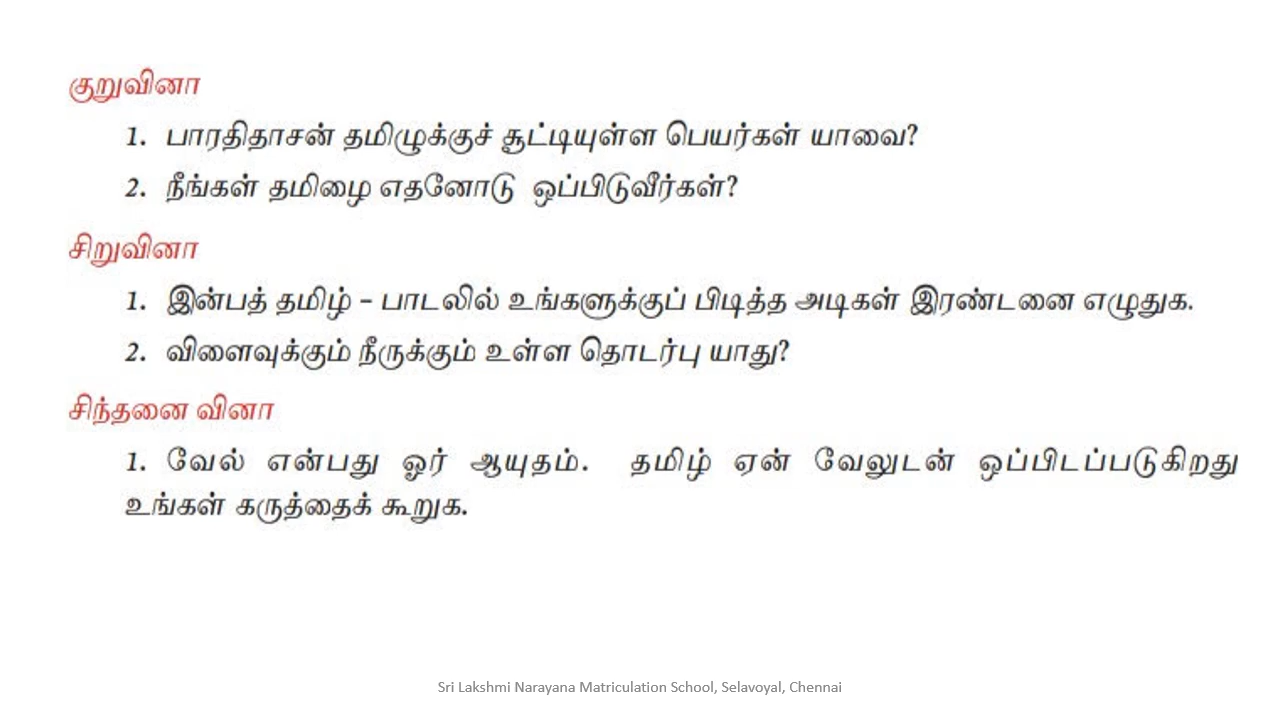 குறுவினா
1. பாரதிதாசன் தமிழுக்குச் சூட்டியுள்ள பெயர்கள் யாவை?
2. நீங்கள் தமிழை எதனோடு ஒப்பிடுவீர்கள்?
சிறுவினா
1. இன்பத் தமிழ் – பாடலில் உங்களுக்குப் பிடித்த அடிகள் இரண்டனை எழுதுக.
2. விளைவுக்கும் நீருக்கும் உள்ள தொடர்பு யாது?
சிந்தனை வினா
1. வேல் என்பது ஓர் ஆயுதம். தமிழ் ஏன் வேலுடன் ஒப்பிடப்படுகிறது
உங்கள் கருத்தைக் கூறுக.
Sri Lakshmi Narayana Matriculation School, Selavoyal, Chennai